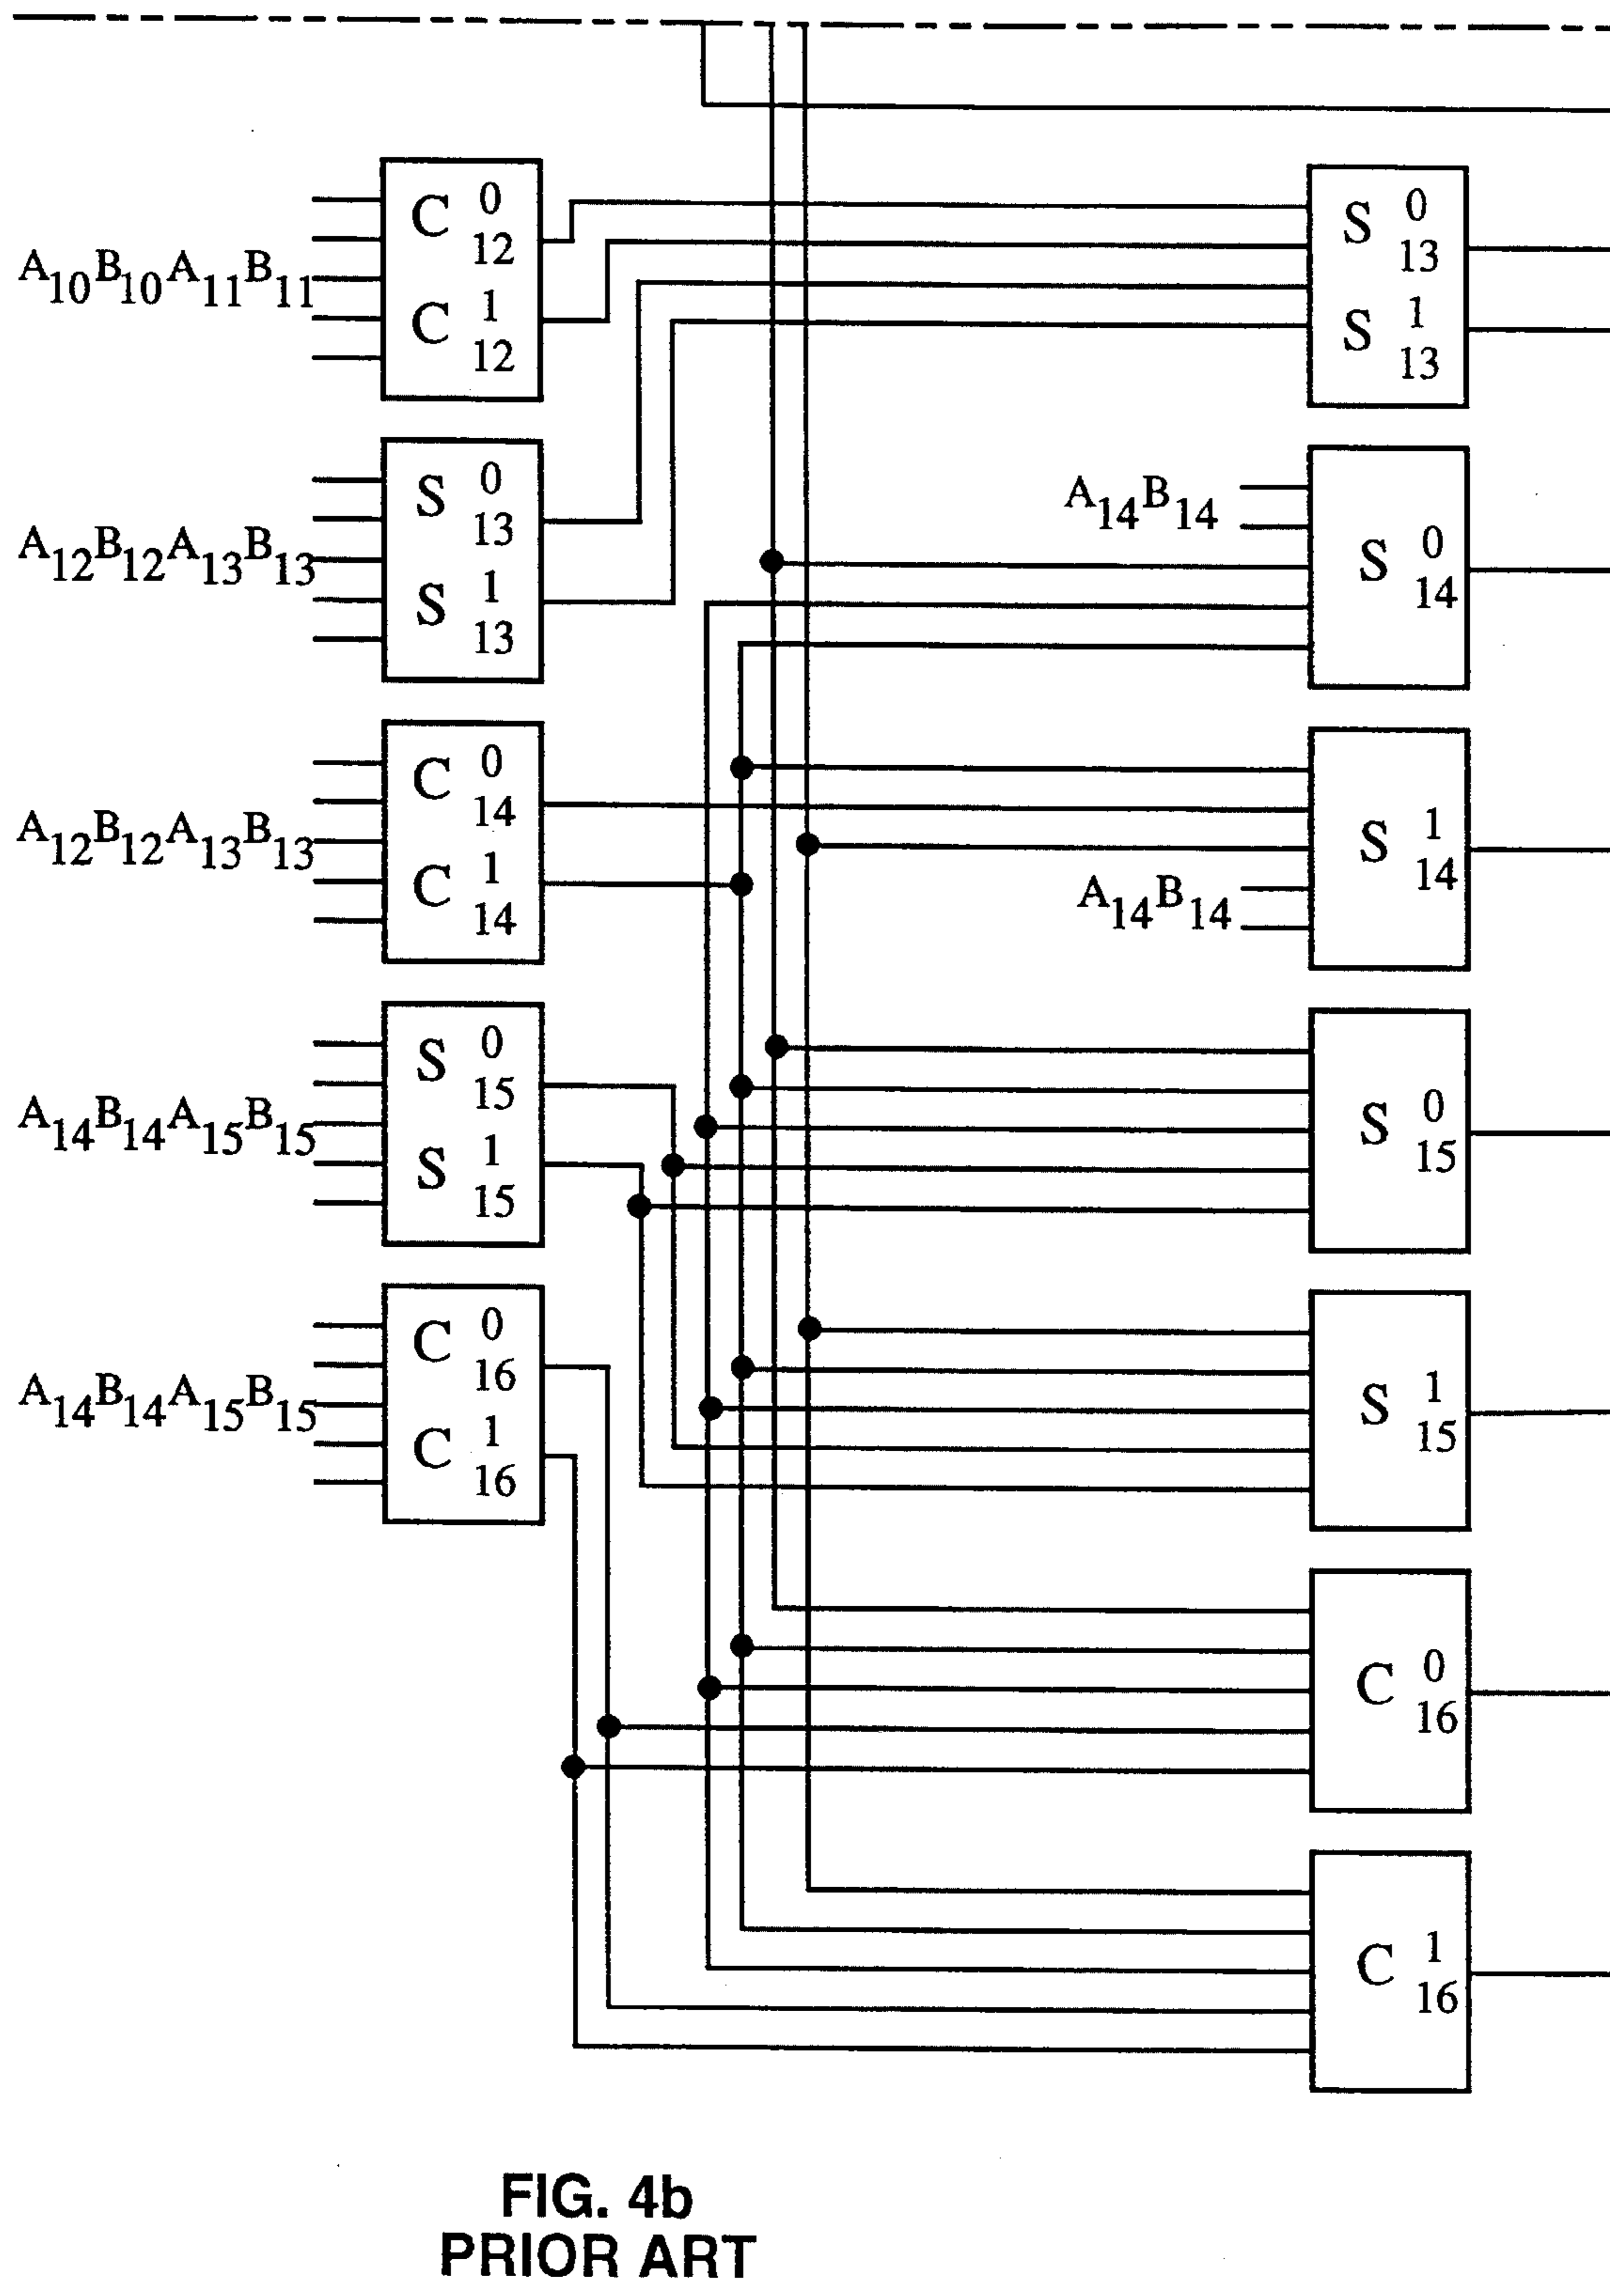 A10B10A11B11
C 0 12
C 1 12
S 0 13
S 1 13
A12B12A13B13
S 0 13
S 1 13
A14B14
S 0 14
A12B12A13B13
C 0 14
C 1 14
S 1 14
A14B14
A14B14A15B15
S 0 15
S 1 15
S 0 15
A14B14A15B15
C 0 16
C 1 16
S 1 15
C 0 16
C 1 16
FIG. 4b
PRIOR ART